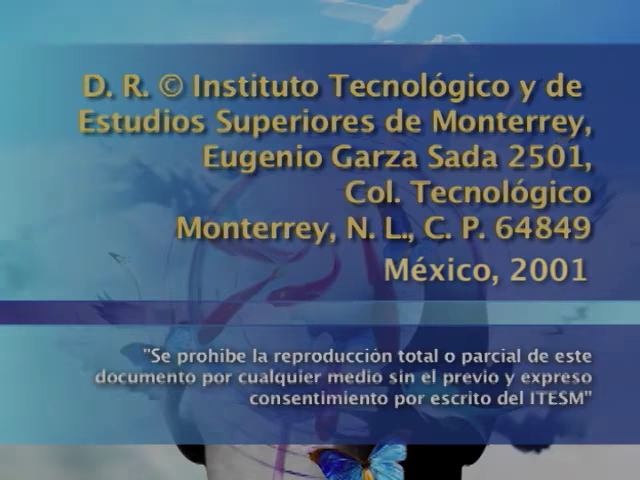 D. R. © Instituto Tecnológico y de
Estudios Superiores de Monterrey,
Eugenio Garza Sada 2501,
Col. Tecnológico
Monterrey, N. L., C. P. 64849
México, 2001
"Se prohibe la reproducción total o parcial de este
documento por cualquier medio sin el previo y expreso
consentimiento por escrito del ITESM"